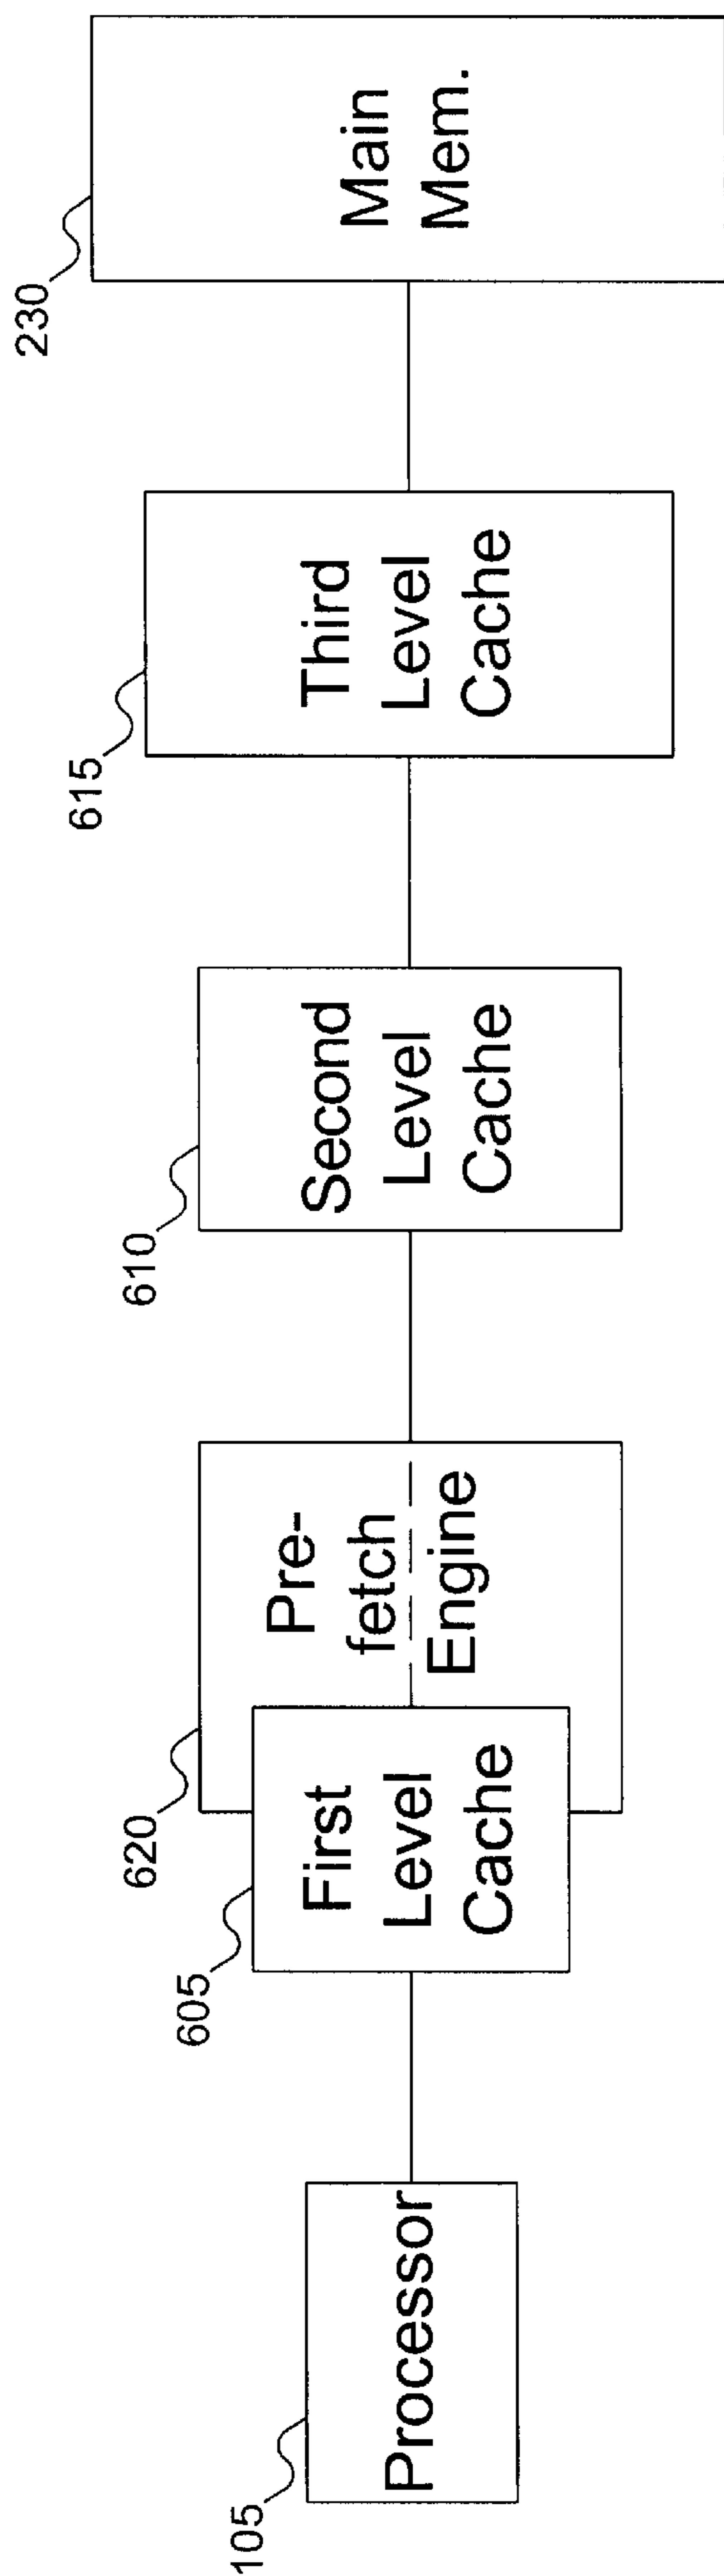 105
Processor
605
First
Level
Cache
620
Pre-
fetch
Engine
610
Second
Level
Cache
615
Third
Level
Cache
230
Main
Mem.